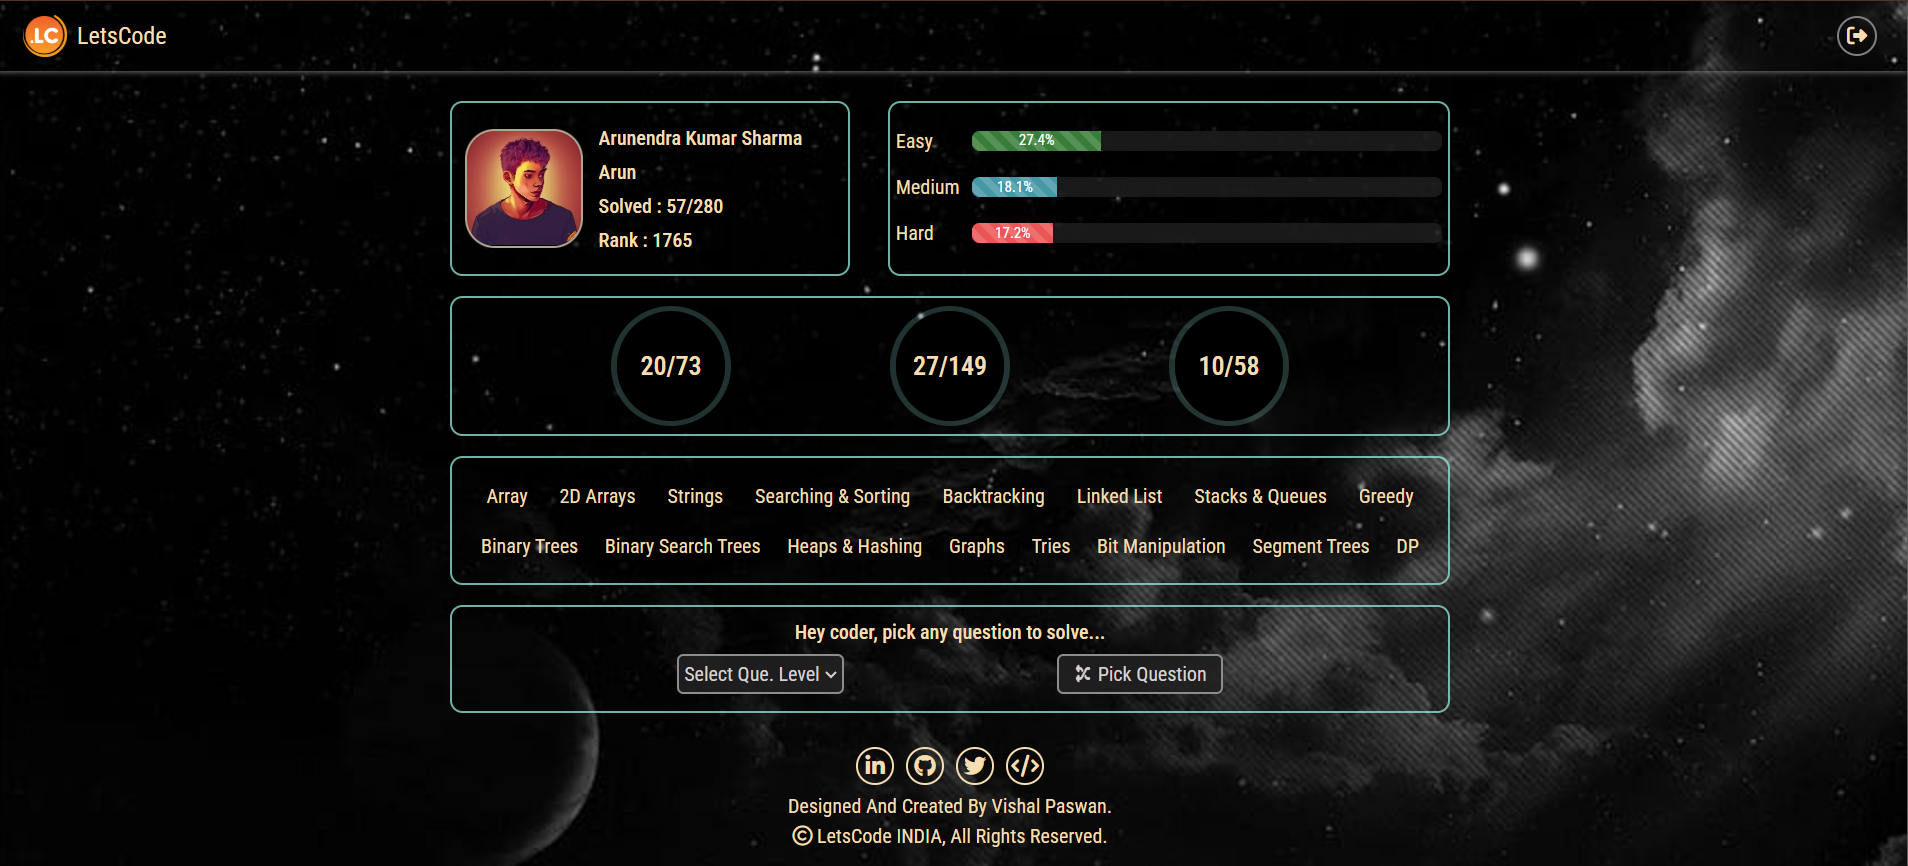 .LC LetsCode
Arunendra Kumar Sharma
Arun
Solved : 57/280
Rank : 1765
Easy 27.4%
Medium 18.1%
Hard 17.2%
20/73 27/149 10/58
Array 2D Arrays Strings Searching & Sorting Backtracking Linked List Stacks & Queues Greedy
Binary Trees Binary Search Trees Heaps & Hashing Graphs Tries Bit Manipulation Segment Trees DP
Hey coder, pick any question to solve...
Select Que. Level Pick Question
in </>
Designed And Created By Vishal Paswan.
© LetsCode INDIA, All Rights Reserved.